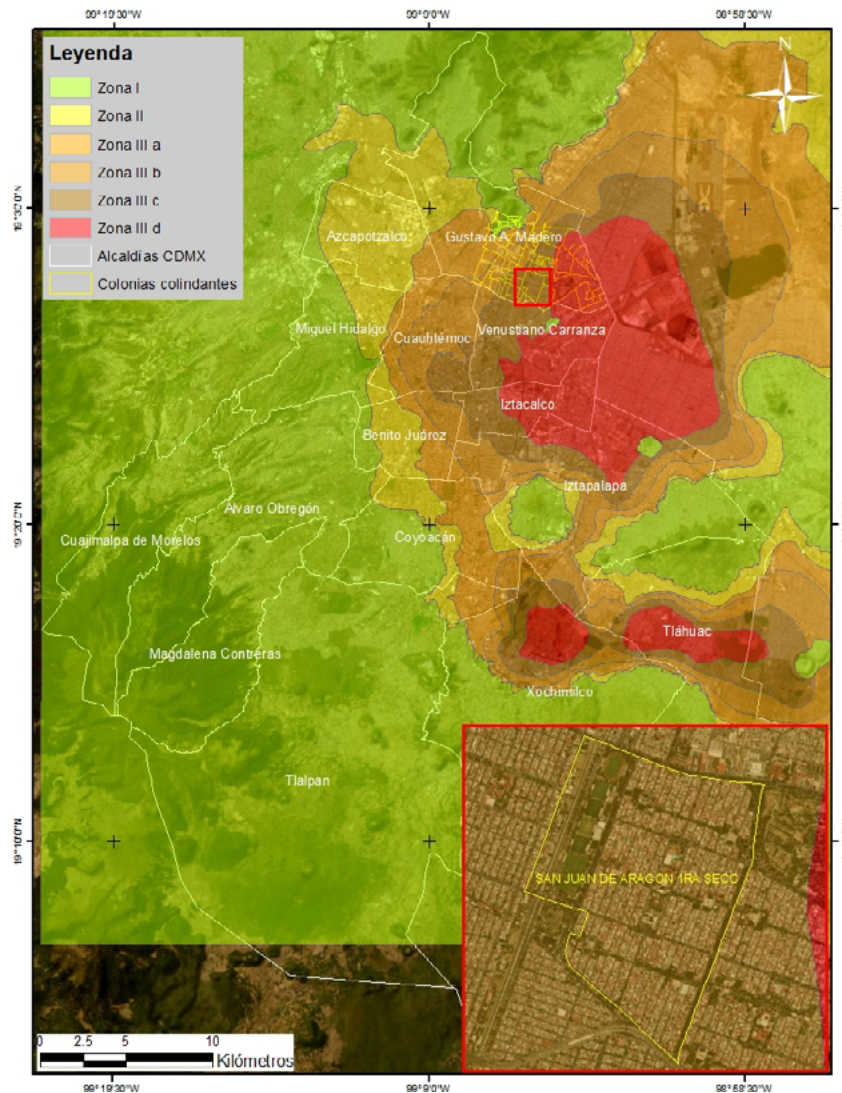 99°19'30"W 99°9'0"W 98°58'30"W
Leyenda
Zona I
Zona II
Zona III a
Zona III b
Zona III c
Zona III d
Alcaldías CDMX
Colonias colindantes
N
19°30'0"N
Azcapotzalco
Gustavo A. Madero
Miguel Hidalgo
Cuauhtémoc
Venustiano Carranza
Iztacalco
Benito Juárez
Iztapalapa
Alvaro Obregón
19°20'0"N
Cuajimalpa de Morelos
Coyoacán
Tláhuac
Magdalena Contreras
Xochimilco
Tlalpan
19°10'0"N
SAN JUAN DE ARAGON 1RA SECC
0 2.5 5 10
Kilómetros
99°19'30"W 99°9'0"W 98°58'30"W